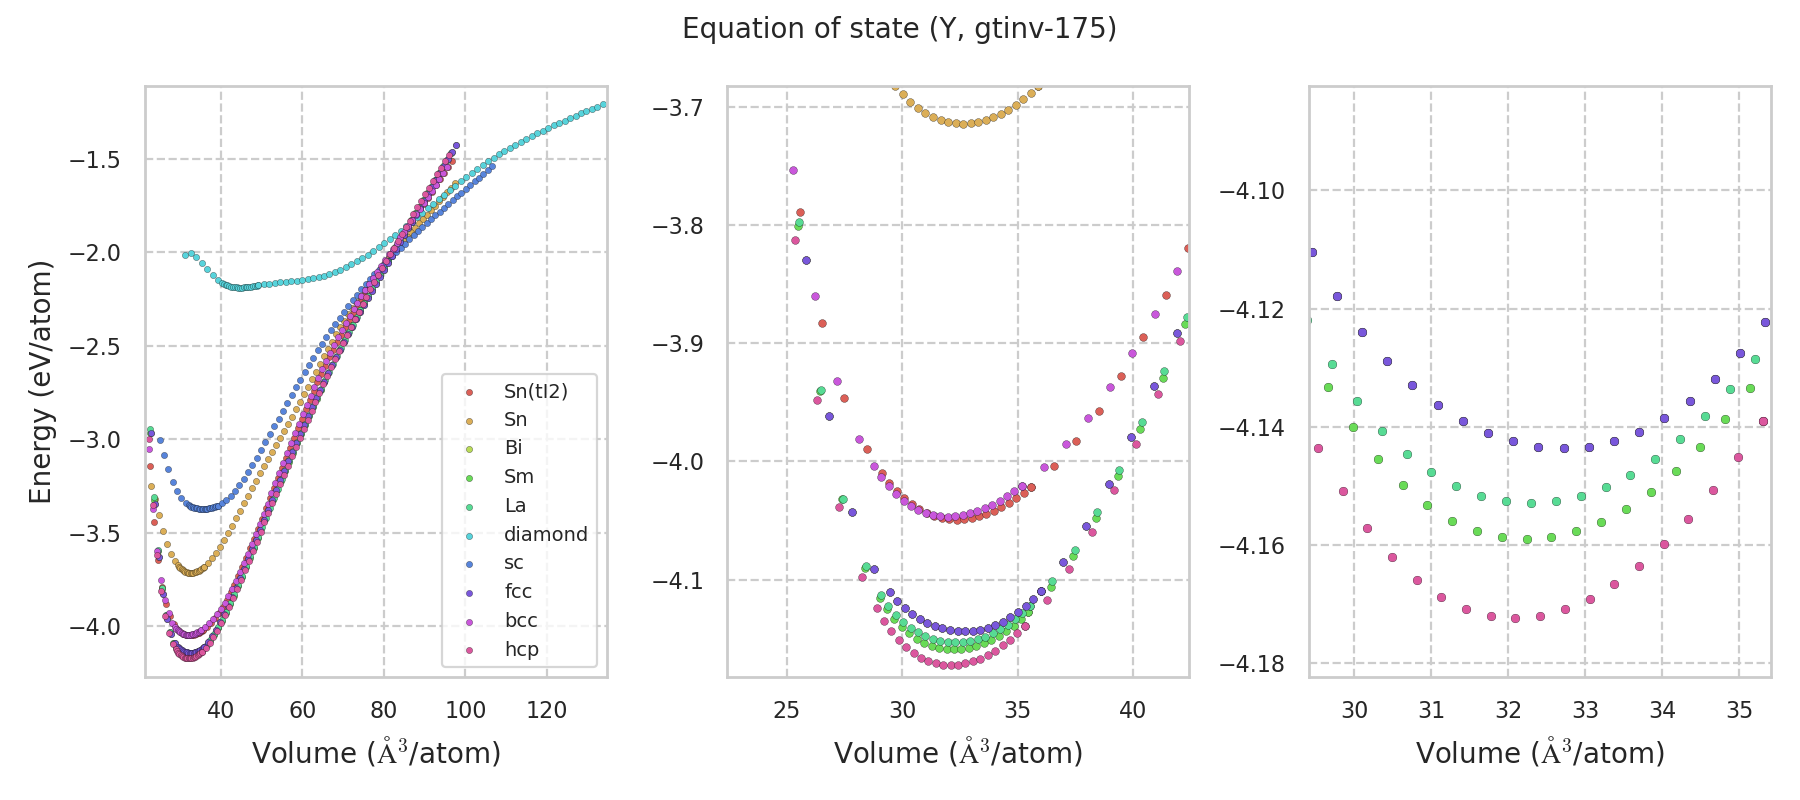 Equation of state (Y, gtinv-175)
Energy (eV/atom)
−1.5
−2.0
−2.5
−3.0
−3.5
−4.0
40 60 80 100 120
Volume (Å³/atom)
Sn(tI2)
Sn
Bi
Sm
La
diamond
sc
fcc
bcc
hcp
−3.7
−3.8
−3.9
−4.0
−4.1
25 30 35 40
Volume (Å³/atom)
−4.10
−4.12
−4.14
−4.16
−4.18
30 31 32 33 34 35
Volume (Å³/atom)